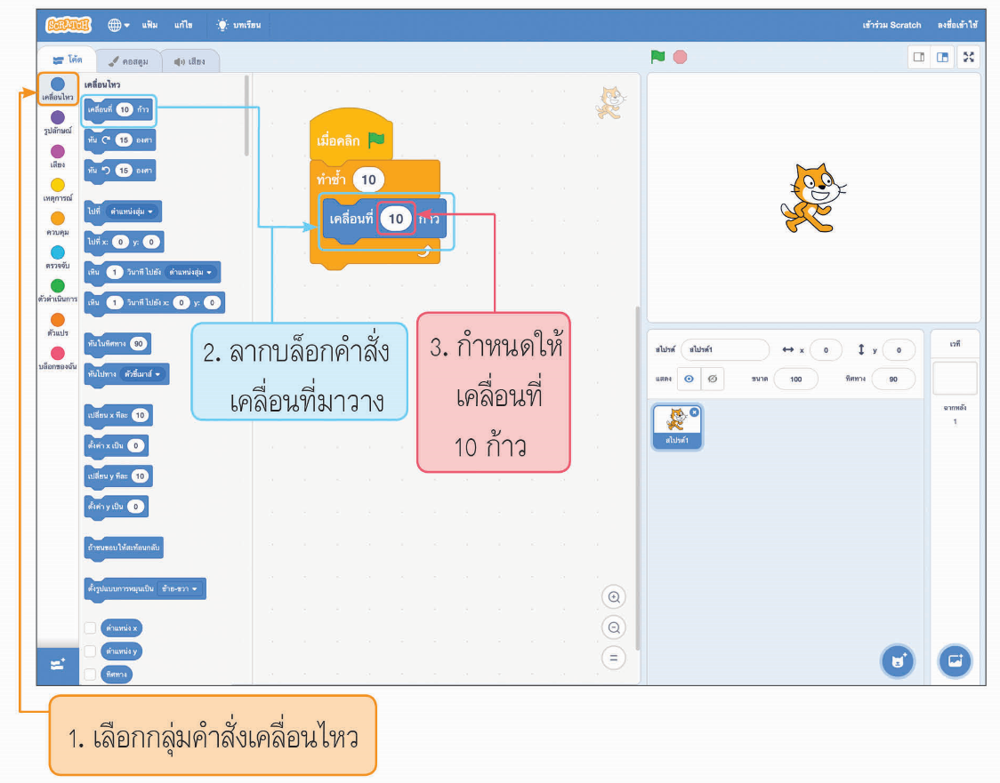 SCRATCH แฟ้ม แก้ไข บทเรียน เข้าร่วม Scratch ลงชื่อเข้าใช้
โค้ด คอสตูม เสียง
เคลื่อนไหว
รูปลักษณ์
เสียง
เหตุการณ์
ควบคุม
ตรวจจับ
ตัวดำเนินการ
ตัวแปร
บล็อกของฉัน
เคลื่อนไหว
เคลื่อนที่ 10 ก้าว
หัน 15 องศา
หัน 15 องศา
ไปที่ ตำแหน่งสุ่ม
ไปที่ x: 0 y: 0
เหิน 1 วินาที ไปยัง ตำแหน่งสุ่ม
เหิน 1 วินาที ไปยัง x: 0 y: 0
หันในทิศทาง 90
หันไปทาง ตัวชี้เมาส์
เปลี่ยน x ทีละ 10
ตั้งค่า x เป็น 0
เปลี่ยน y ทีละ 10
ตั้งค่า y เป็น 0
ถ้าชนขอบให้สะท้อนกลับ
ตั้งรูปแบบการหมุนเป็น ซ้าย-ขวา
ตำแหน่ง x
ตำแหน่ง y
ทิศทาง
เมื่อคลิก
ทำซ้ำ 10
เคลื่อนที่ 10 ก้าว
2. ลากบล็อกคำสั่ง
เคลื่อนที่มาวาง
3. กำหนดให้
เคลื่อนที่
10 ก้าว
สไปรต์ สไปรต์1 x 0 y 0
แสดง ขนาด 100 ทิศทาง 90
สไปรต์1
เวที
ฉากหลัง
1
1. เลือกกลุ่มคำสั่งเคลื่อนไหว